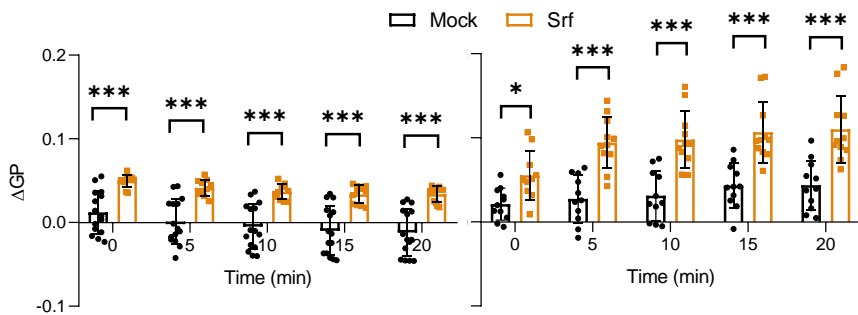 Mock Srf
0.2
0.1
0.0
-0.1
ΔGP
*** *** *** *** ***
0 5 10 15 20
Time (min)
* *** *** *** ***
0 5 10 15 20
Time (min)